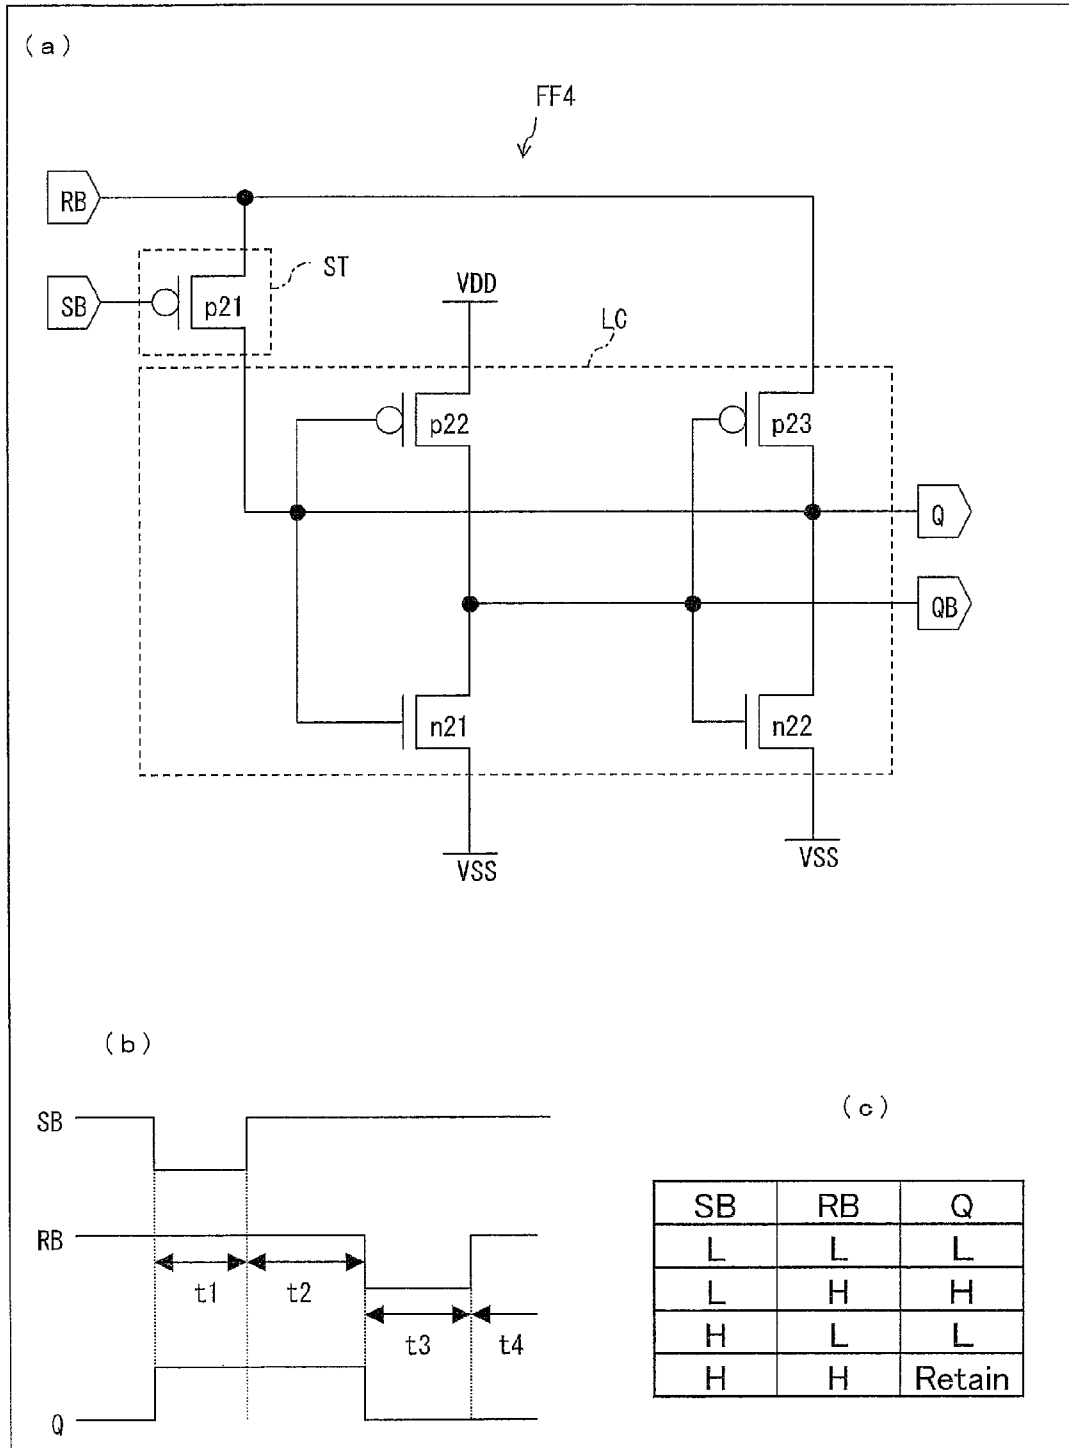 (a)
FF4
RB
SB
p21
ST
VDD
LC
p22
p23
Q
QB
n21
n22
VSS
VSS
(b)
SB
RB
t1
t2
t3
t4
Q
(c)
SB RB Q
L L L
L H H
H L L
H H Retain